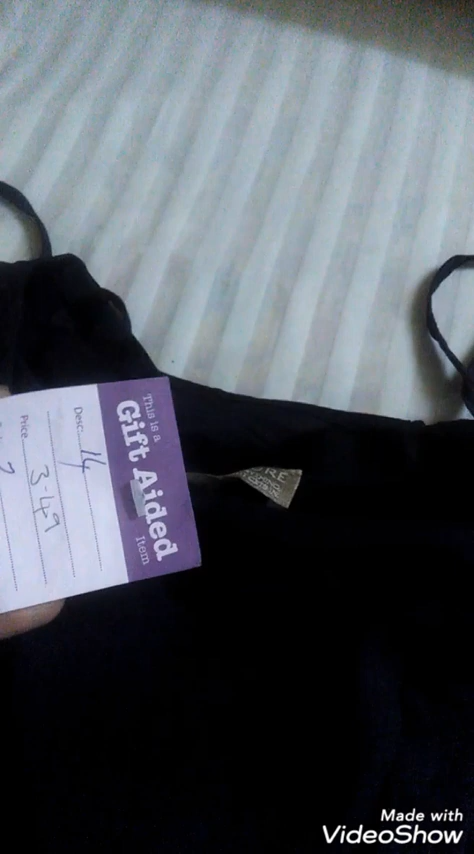 This is a
Gift Aided
Item
Desc: 14
Price 3-49
Made with
VideoShow